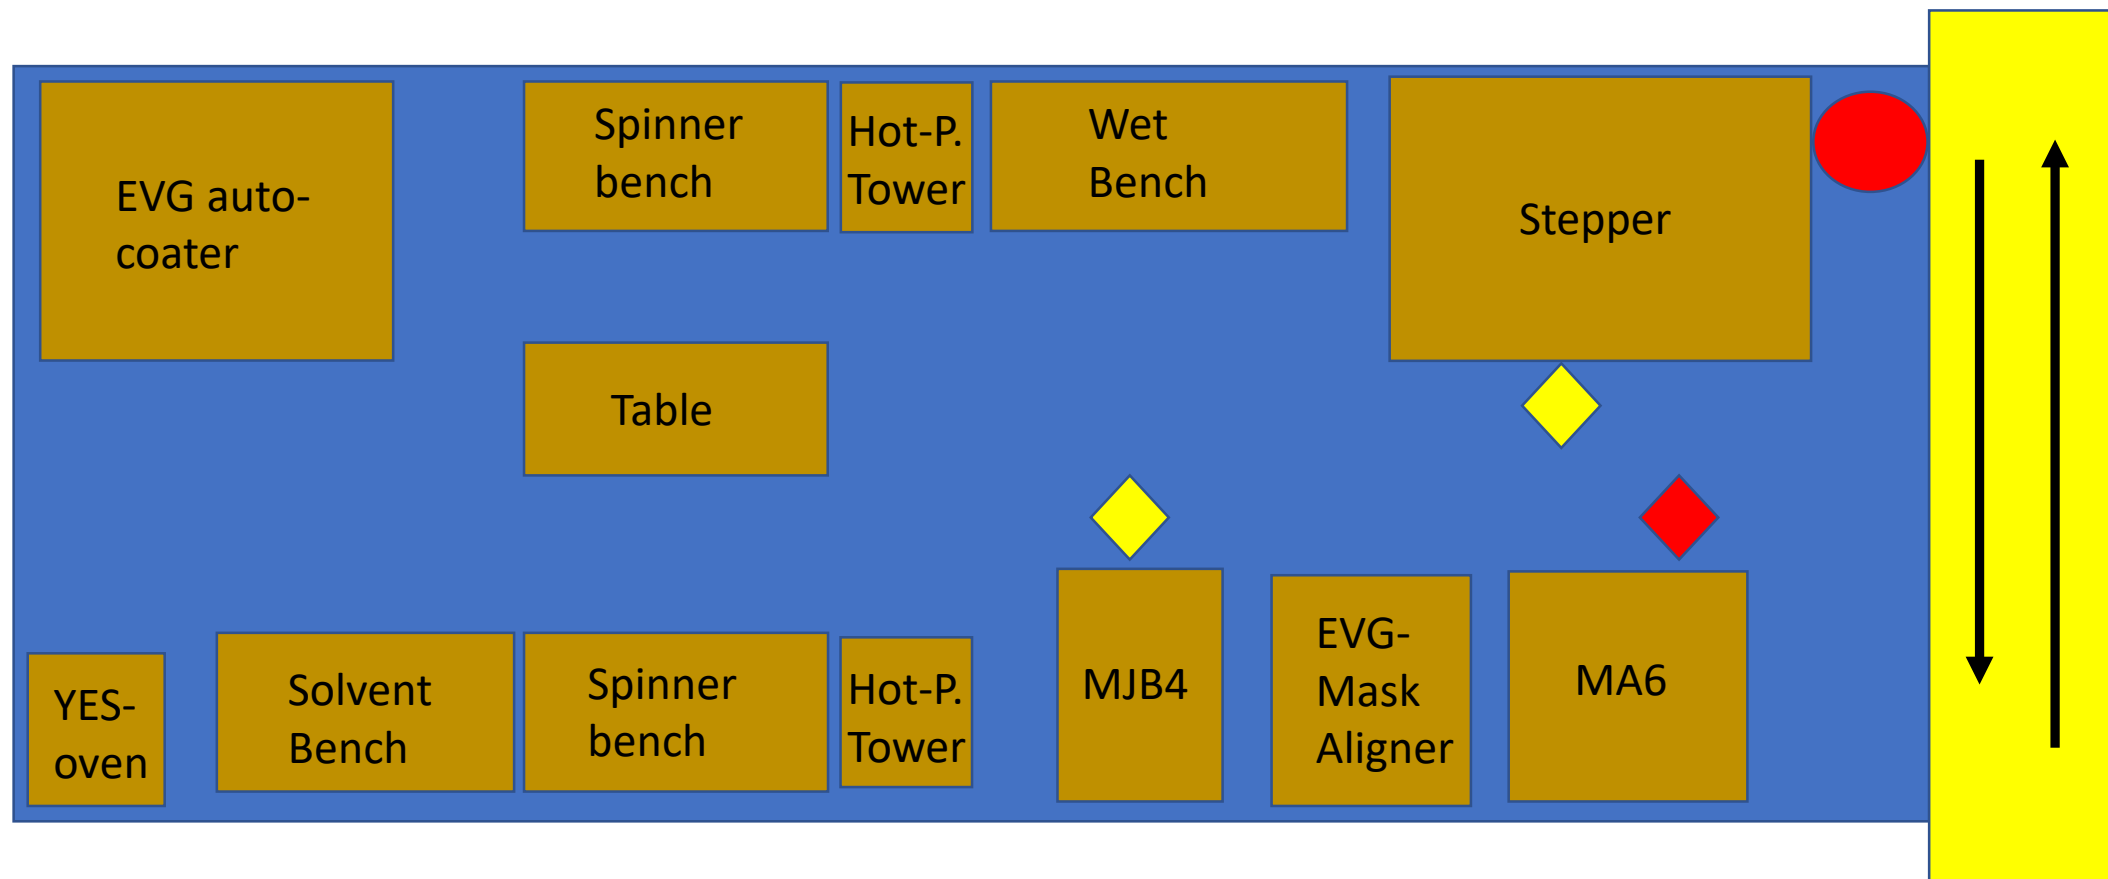 EVG auto-
coater
Spinner
bench
Hot-P.
Tower
Wet
Bench
Stepper
Table
YES-
oven
Solvent
Bench
Spinner
bench
Hot-P.
Tower
MJB4
EVG-
Mask
Aligner
MA6